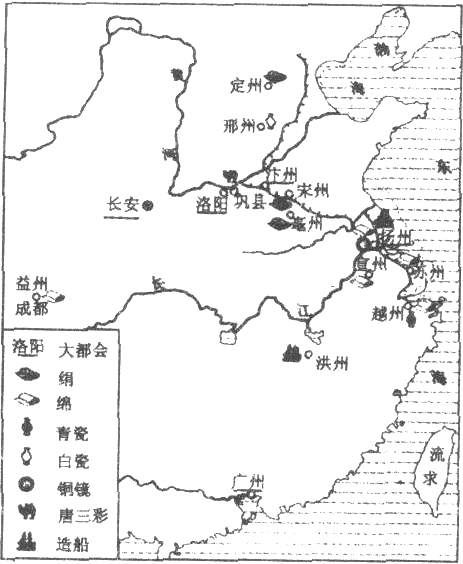 渤
海
定州
黄
邢州
河
东
汴州
宋州
长安
洛阳
巩县
亳州
扬州
宣州
苏州
益州
成都
长
江
越州
洪州
海
洛阳 大都会
绢
绵
青瓷
白瓷
铜镜
唐三彩
造船
广州
流
求